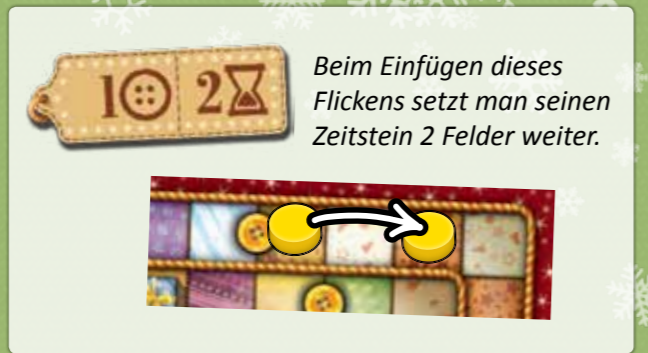 1 2
Beim Einfügen dieses
Flickens setzt man seinen
Zeitstein 2 Felder weiter.